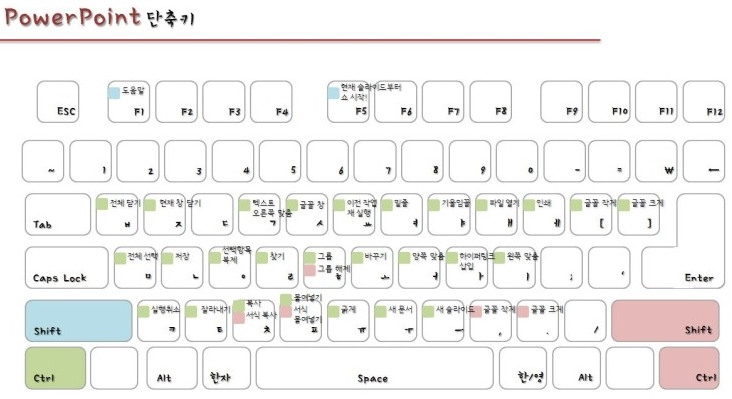 PowerPoint 단축키
도움말
현재 슬라이드부터
쇼 시작!
ESC F1 F2 F3 F4 F5 F6 F7 F8 F9 F10 F11 F12
~ 1 2 3 4 5 6 7 8 9 0 - = ₩ ←
전체 닫기 현재 창 닫기 텍스트 글꼴 창 이전 작업 밑줄 기울임꼴 파일 열기 인쇄 글꼴 작게 글꼴 크게
오른쪽 맞춤 재 실행
Tab ㅂ ㅈ ㄷ ㄱ ㅅ ㅛ ㅕ ㅑ ㅐ ㅔ [ ]
전체 선택 저장 선택항목 찾기 그룹 바꾸기 양쪽 맞춤 하이퍼링크 왼쪽 맞춤
복제 그룹 해제 삽입
Caps Lock ㅁ ㄴ ㅇ ㄹ ㅎ ㅗ ㅓ ㅏ ㅣ ; ' Enter
실행취소 잘라내기 복사 붙여넣기 굵게 새 문서 새 슬라이드 글꼴 작게 글꼴 크게
서식 복사 서식
붙여넣기
Shift ㅋ ㅌ ㅊ ㅍ ㅠ ㅜ ㅡ , . / Shift
Ctrl Alt 한자 Space 한/영 Alt Ctrl